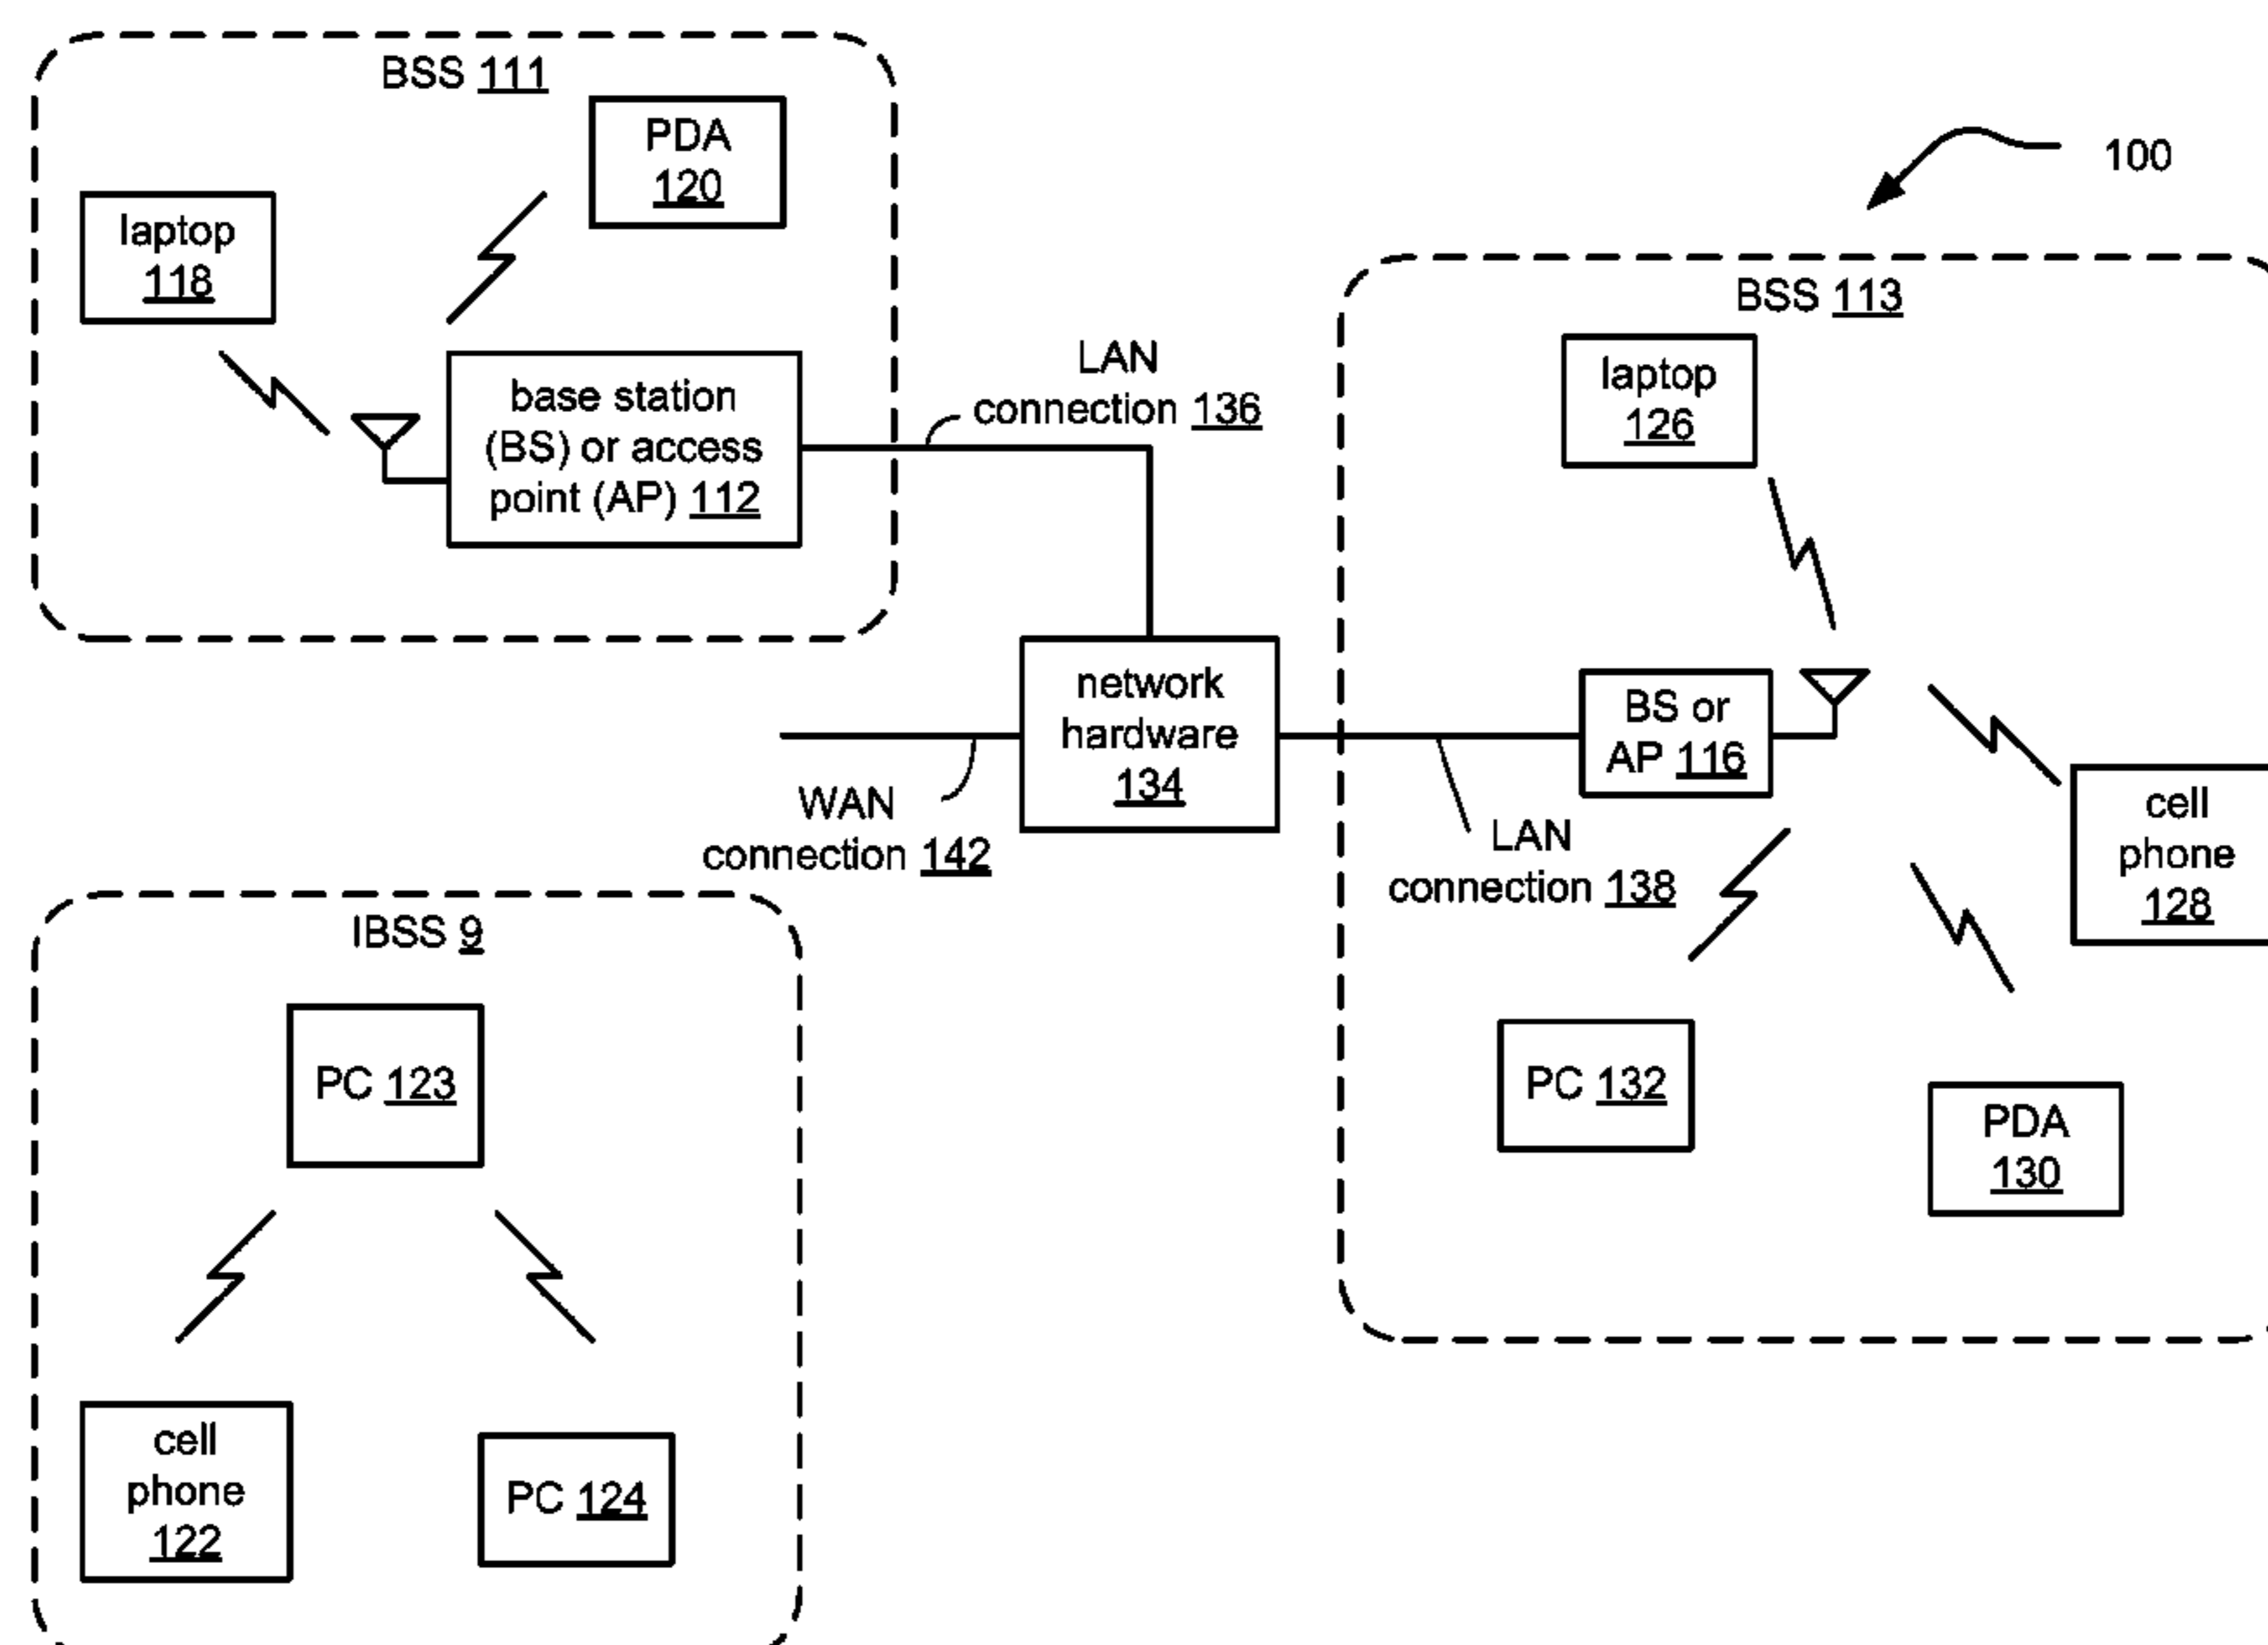 BSS 111
PDA
120
laptop
118
base station
(BS) or access
point (AP) 112
LAN
connection 136
100
BSS 113
laptop
126
network
hardware
134
BS or
AP 116
WAN
connection 142
LAN
connection 138
cell
phone
128
PC 132
PDA
130
IBSS 9
PC 123
cell
phone
122
PC 124